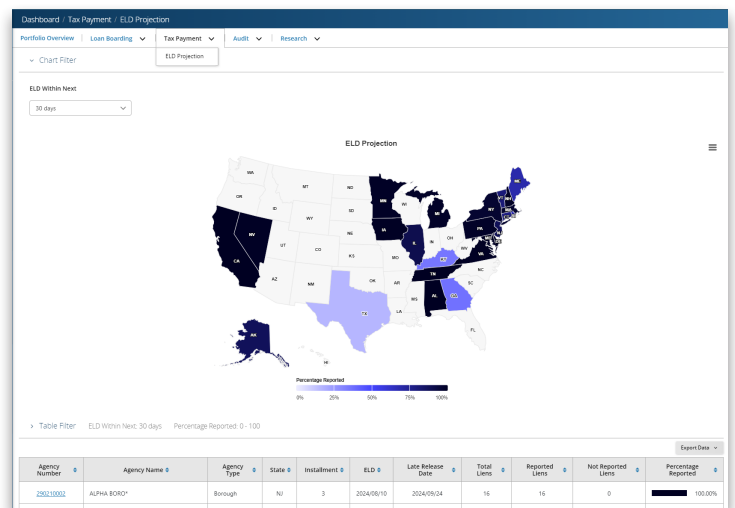 Dashboard / Tax Payment / ELD Projection
Portfolio Overview Loan Boarding Tax Payment Audit Research
ELD Projection
Chart Filter
ELD Within Next
30 days
ELD Projection
WA
ME
MT
ND
OR
MN
VT NH
ID
SD
WI
NY
WY
MI
IA
PA
NE
NV
IL
IN
OH
UT
CO
WV
VA
CA
KS
MO
KY
NC
TN
AZ
OK
NM
AR
SC
MS
AL
GA
TX
LA
FL
AK
HI
Percentage Reported
0% 25% 50% 75% 100%
Table Filter ELD Within Next: 30 days Percentage Reported: 0 - 100
Export Data
Agency Number Agency Name Agency Type State Installment ELD Late Release Date Total Liens Reported Liens Not Reported Liens Percentage Reported
290210002 ALPHA BORO* Borough NJ 3 2024/08/10 2024/09/24 16 16 0 100.00%